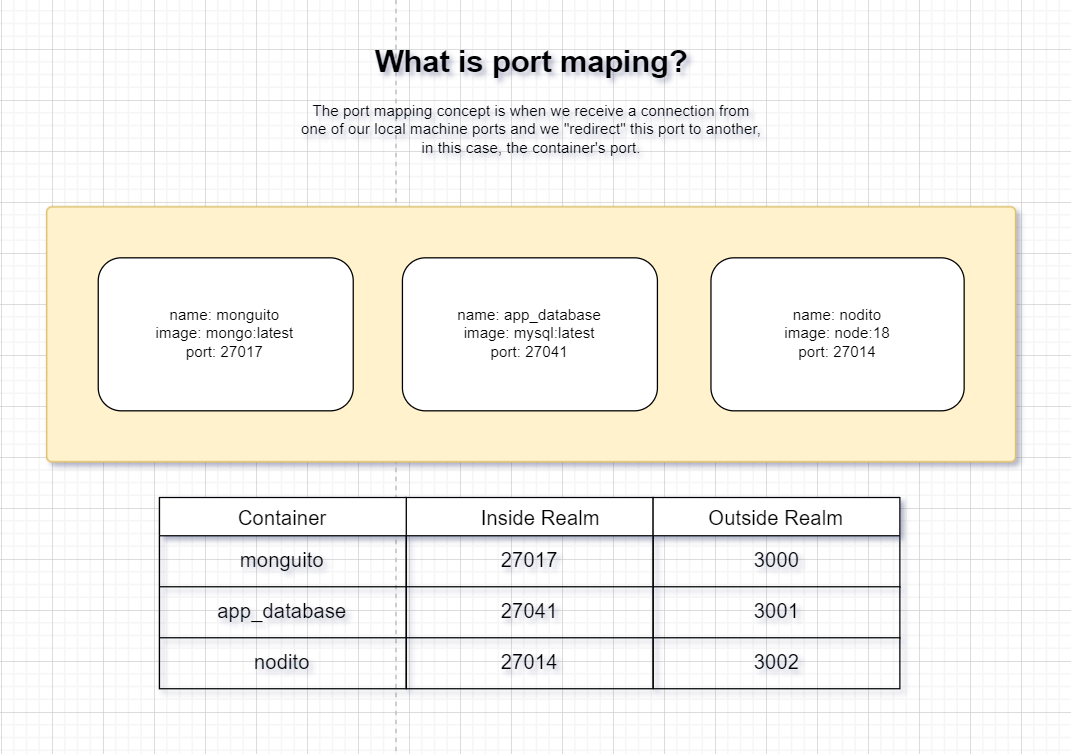 What is port maping?
The port mapping concept is when we receive a connection from
one of our local machine ports and we "redirect" this port to another,
in this case, the container's port.
name: monguito
image: mongo:latest
port: 27017
name: app_database
image: mysql:latest
port: 27041
name: nodito
image: node:18
port: 27014
Container Inside Realm Outside Realm
monguito 27017 3000
app_database 27041 3001
nodito 27014 3002